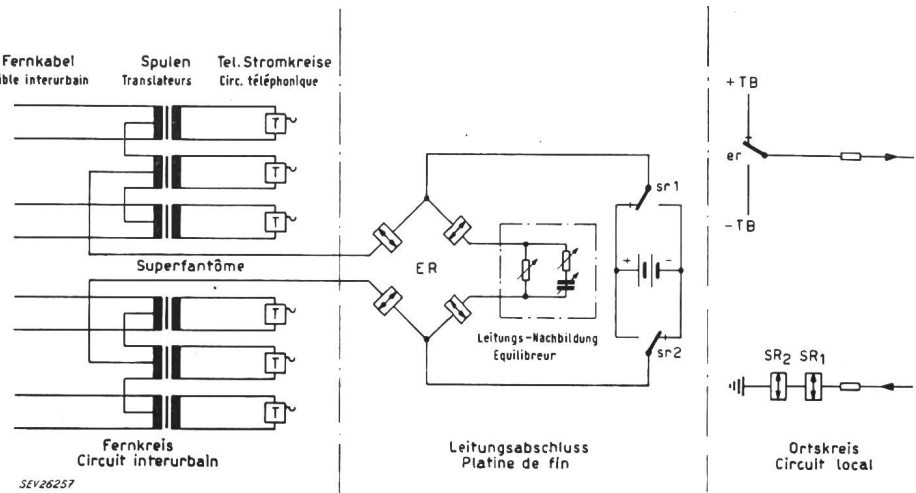 Fernkabel
ible interurbain
Spulen
Translateurs
Tel. Stromkreise
Circ. téléphonique
T
T
T
Superfantôme
T
T
T
Fernkreis
Circuit interurbain
SEV26257
ER
Leitungs-Nachbildung
Equilibreur
sr1
+ -
sr2
Leitungsabschluss
Platine de fin
+TB
er
-TB
SR2 SR1
Ortskreis
Circuit local